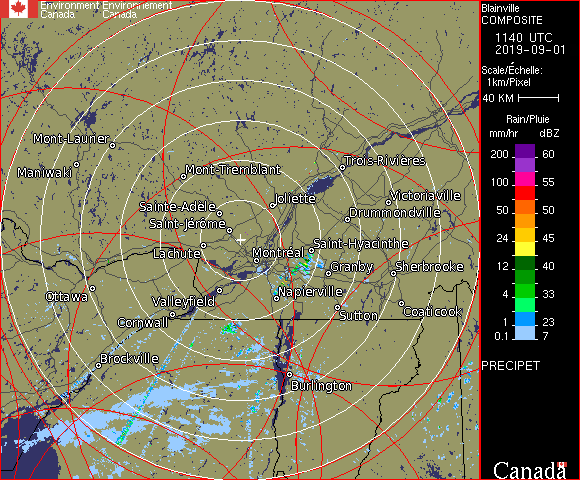 Environment Environnement
Canada Canada
Blainville
COMPOSITE
1140 UTC
2019-09-01
Scale/Échelle:
1km/Pixel
40 KM
Rain/Pluie
mm/hr dBZ
200 60
100 55
50 50
24 45
12 40
4 33
1 23
0.1 7
PRECIPET
Canada
Mont-Laurier
Maniwaki
Mont-Tremblant
Trois-Rivières
Joliette
Victoriaville
Sainte-Adèle
Drummondville
Saint-Jérôme
Lachute
Montréal
Saint-Hyacinthe
Granby
Sherbrooke
Ottawa
Valleyfield
Napierville
Cornwall
Sutton
Coaticook
Brockville
Burlington